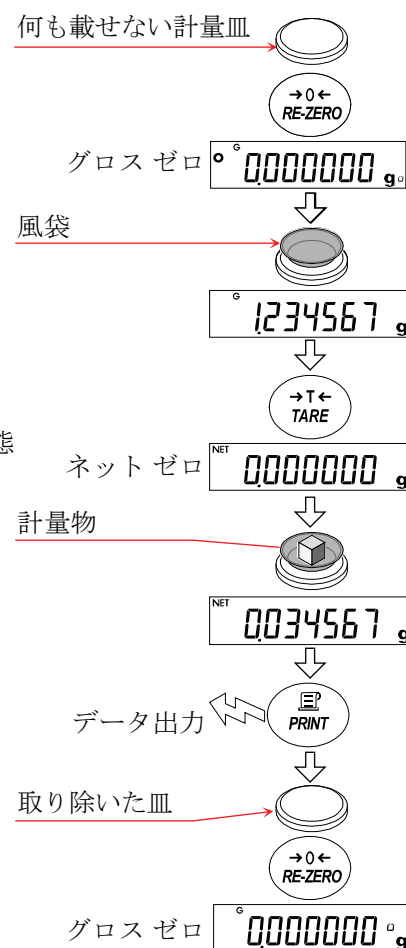 何も載せない計量皿
→0←
RE-ZERO
G
グロス ゼロ 0.000000 g
風袋
G
1.234567 g
→T←
TARE
態
NET
ネット ゼロ 0.000000 g
計量物
NET
0.034567 g
データ出力 PRINT
取り除いた皿
→0←
RE-ZERO
G
グロス ゼロ 0.000000 g